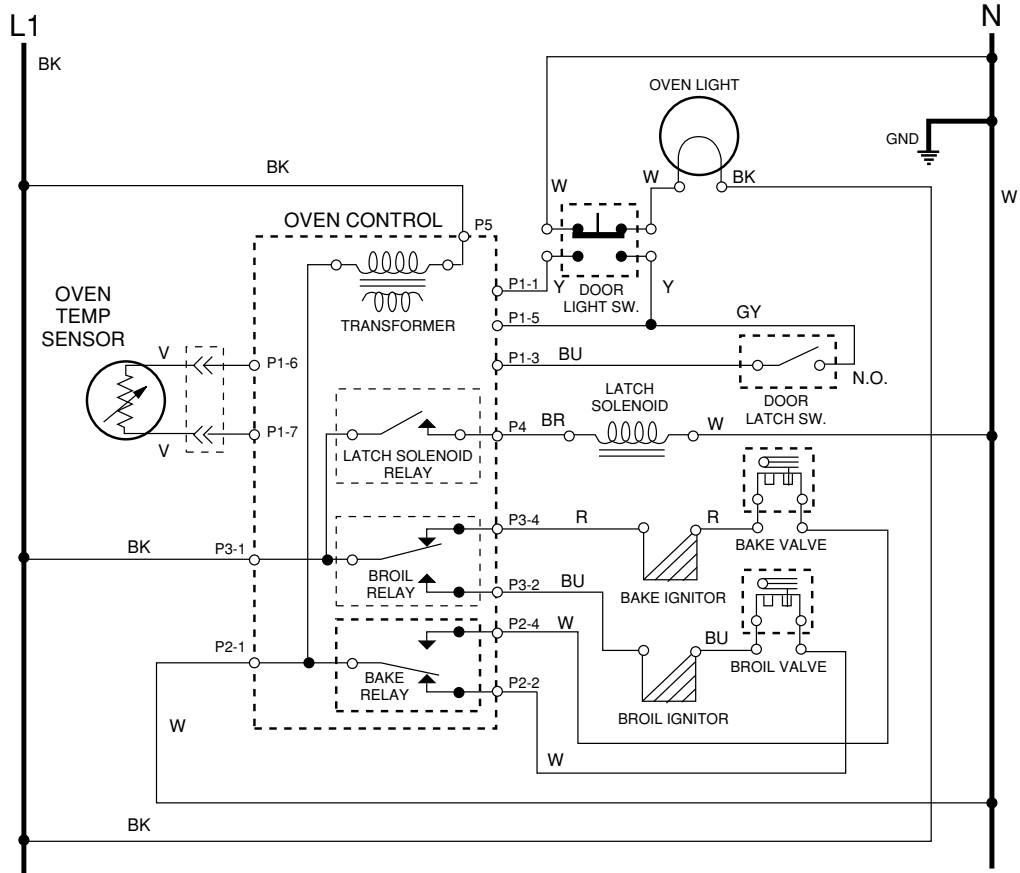 L1
N
BK
OVEN LIGHT
GND
BK
W
W
BK
W
OVEN CONTROL
P5
DOOR
LIGHT SW.
P1-1
Y
Y
OVEN
TEMP
SENSOR
TRANSFORMER
P1-5
GY
V
P1-6
P1-3
BU
N.O.
DOOR
LATCH SW.
LATCH
SOLENOID
P1-7
V
P4
BR
W
LATCH SOLENOID
RELAY
P3-4
R
R
BAKE VALVE
BK
P3-1
BROIL
RELAY
P3-2
BU
BAKE IGNITOR
P2-4
W
P2-1
BU
BROIL VALVE
BAKE
RELAY
P2-2
BROIL IGNITOR
W
W
BK